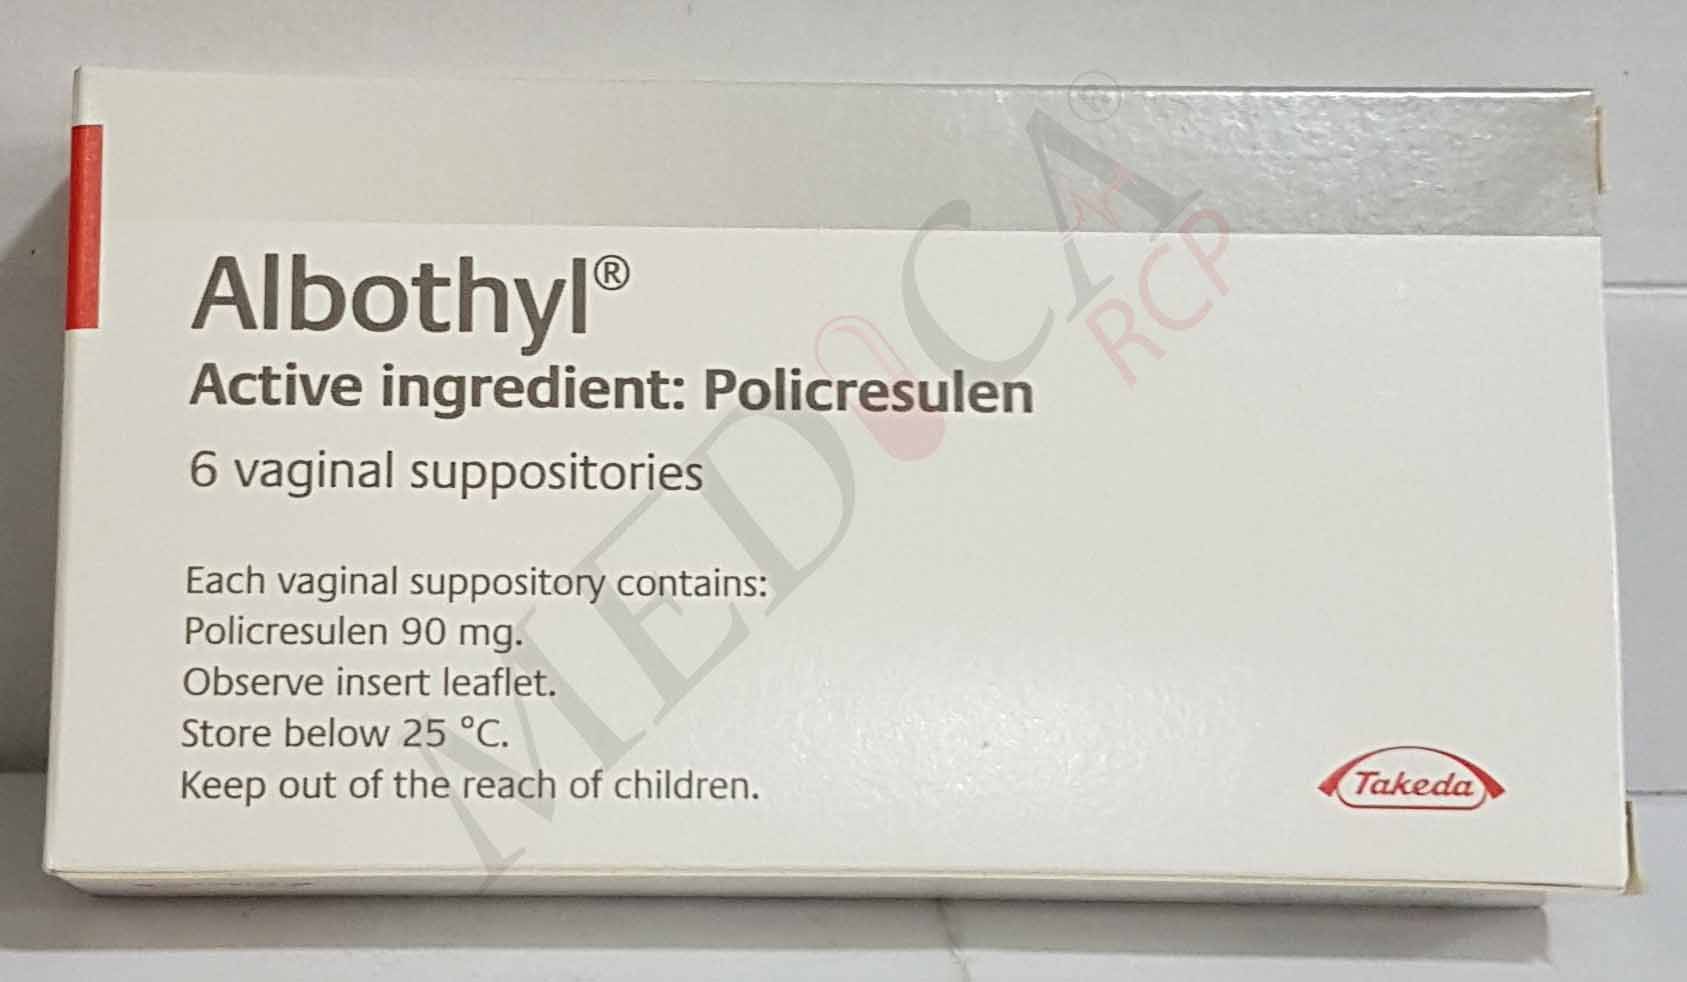 Albothyl®
Active ingredient: Policresulen
6 vaginal suppositories
Each vaginal suppository contains:
Policresulen 90 mg.
Observe insert leaflet.
Store below 25 °C.
Keep out of the reach of children.
Takeda
MEDICA®
RCP